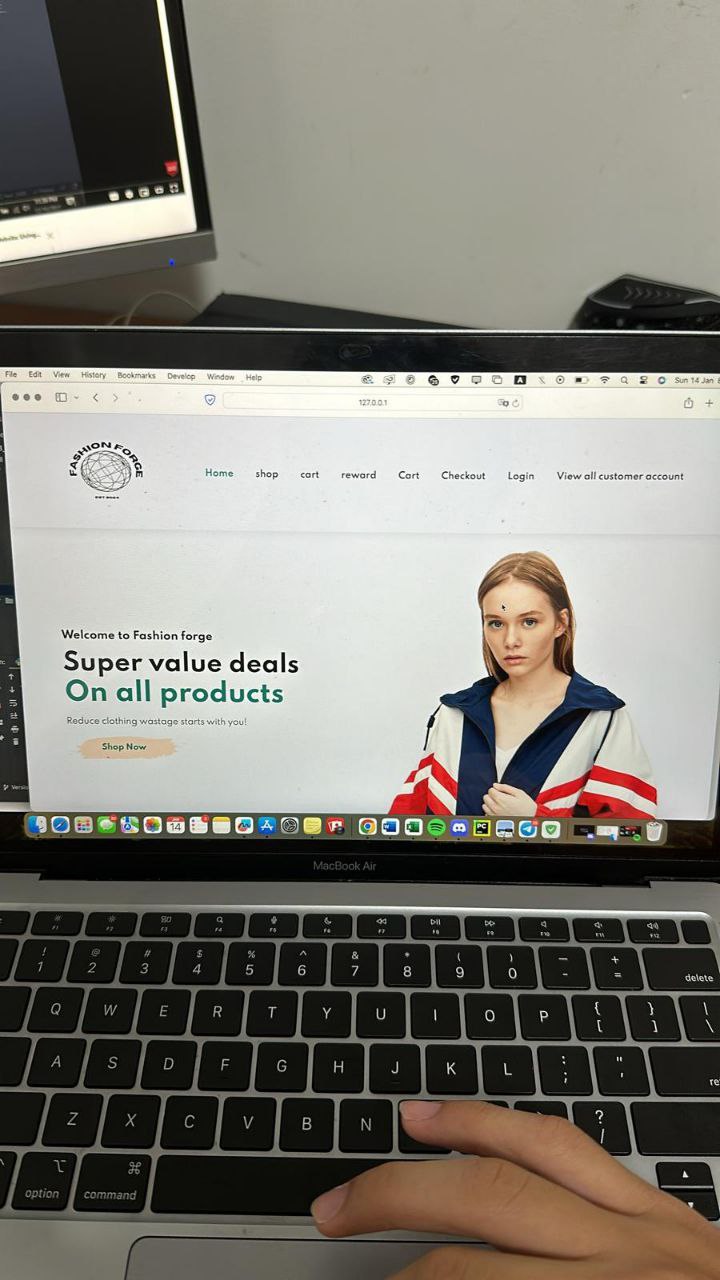 File Edit View History Bookmarks Develop Window Help
A
Sun 14 Jan
127.0.0.1
FASHION FORGE
Home shop cart reward Cart Checkout Login View all customer account
Welcome to Fashion forge
Super value deals
On all products
Reduce clothing wastage starts with you!
Shop Now
14
PC
MacBook Air
F1 F2 F3 F4 F5 F6 F7 F8 F9 F10 F11 F12
! @ # $ % ^ & * ( ) — +
1 2 3 4 5 6 7 8 9 0 - = delete
Q W E R T Y U I O P { [ } ] | \
A S D F G H J K L : ; " '
Z X C V B N ? /
option command